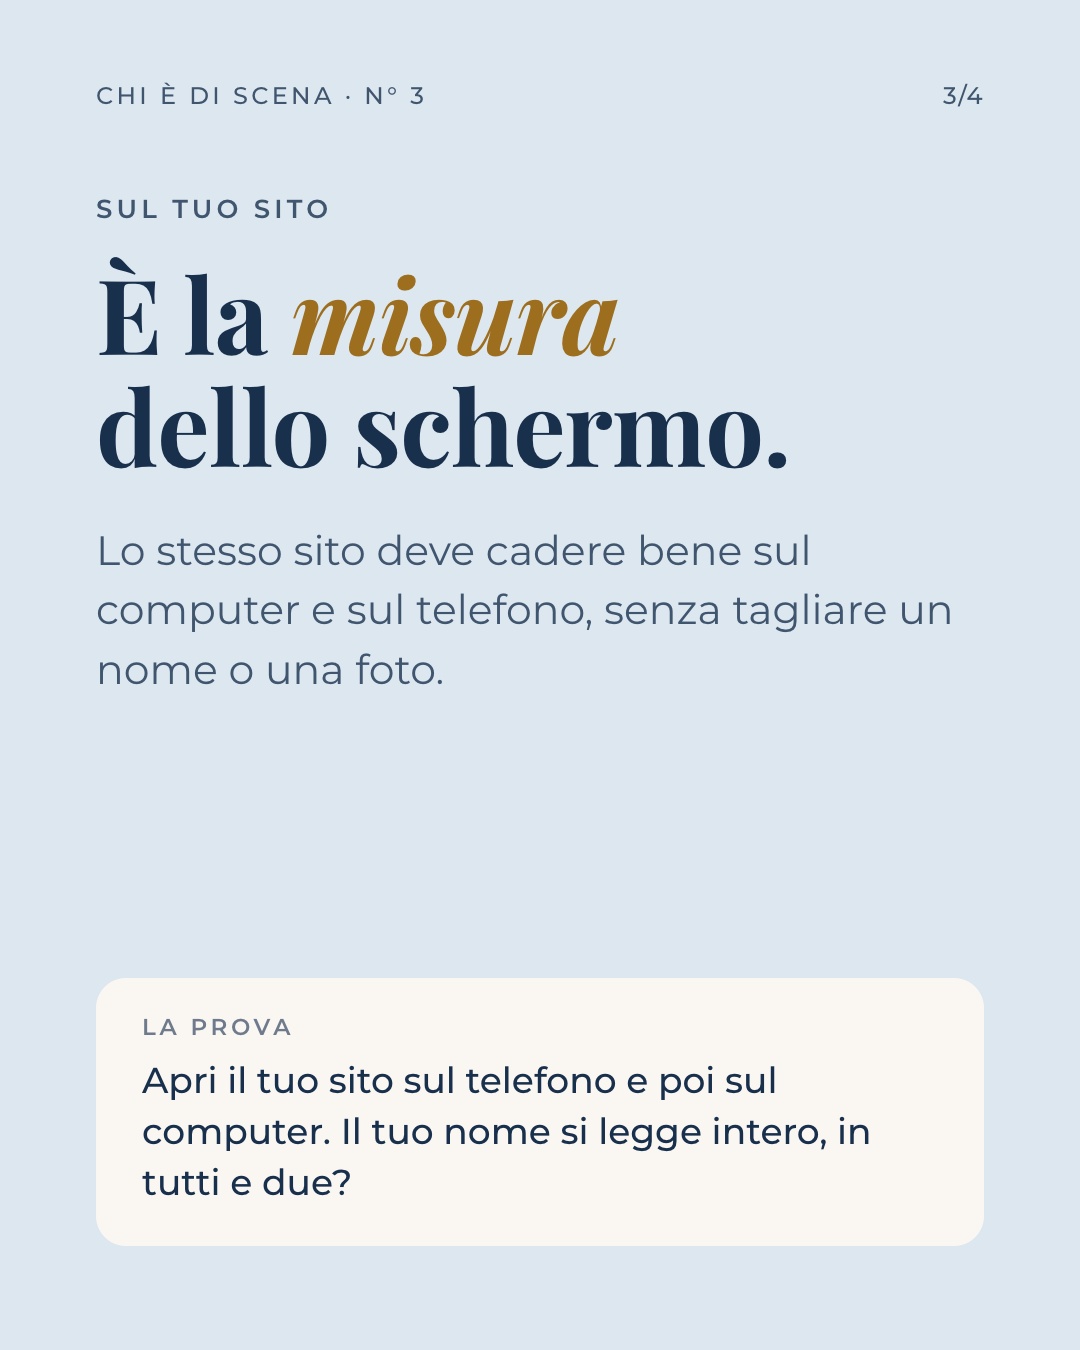 CHI È DI SCENA · N° 3
3/4
SUL TUO SITO
È la misura
dello schermo.
Lo stesso sito deve cadere bene sul
computer e sul telefono, senza tagliare un
nome o una foto.
LA PROVA
Apri il tuo sito sul telefono e poi sul
computer. Il tuo nome si legge intero, in
tutti e due?